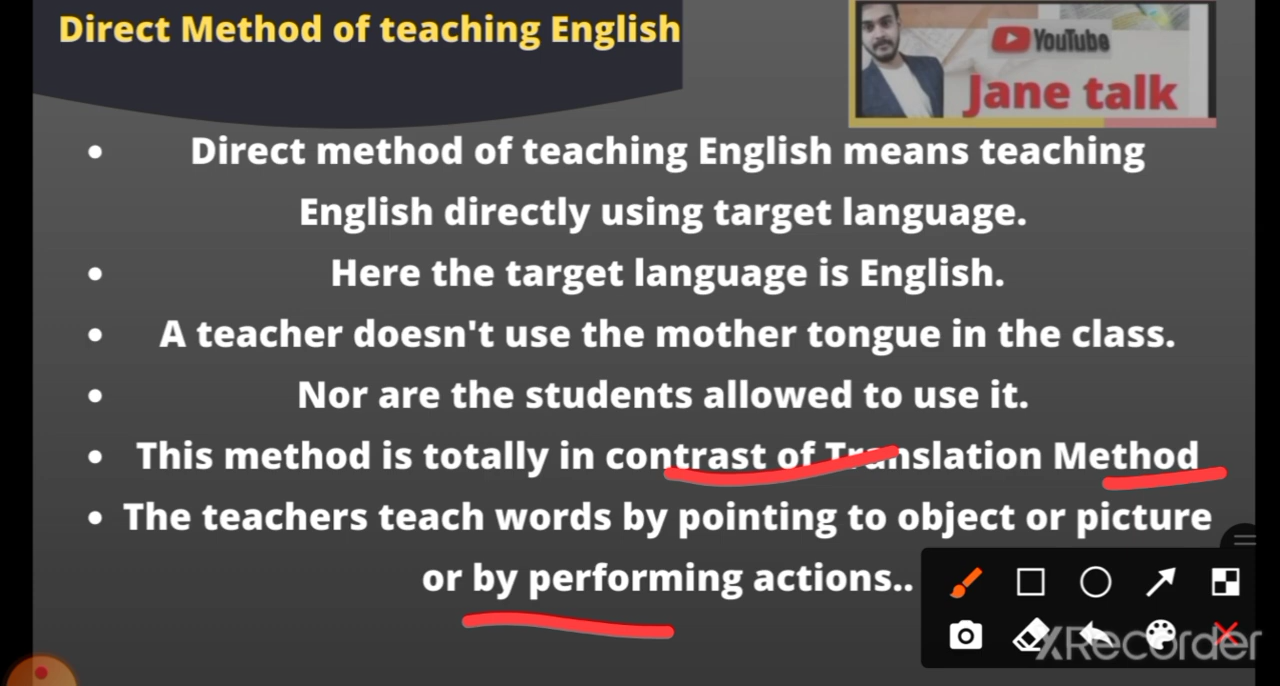 Direct Method of teaching English
YouTube
Jane talk
• Direct method of teaching English means teaching
English directly using target language.
• Here the target language is English.
• A teacher doesn't use the mother tongue in the class.
• Nor are the students allowed to use it.
• This method is totally in contrast of Translation Method
• The teachers teach words by pointing to object or picture
or by performing actions..
XRecorder